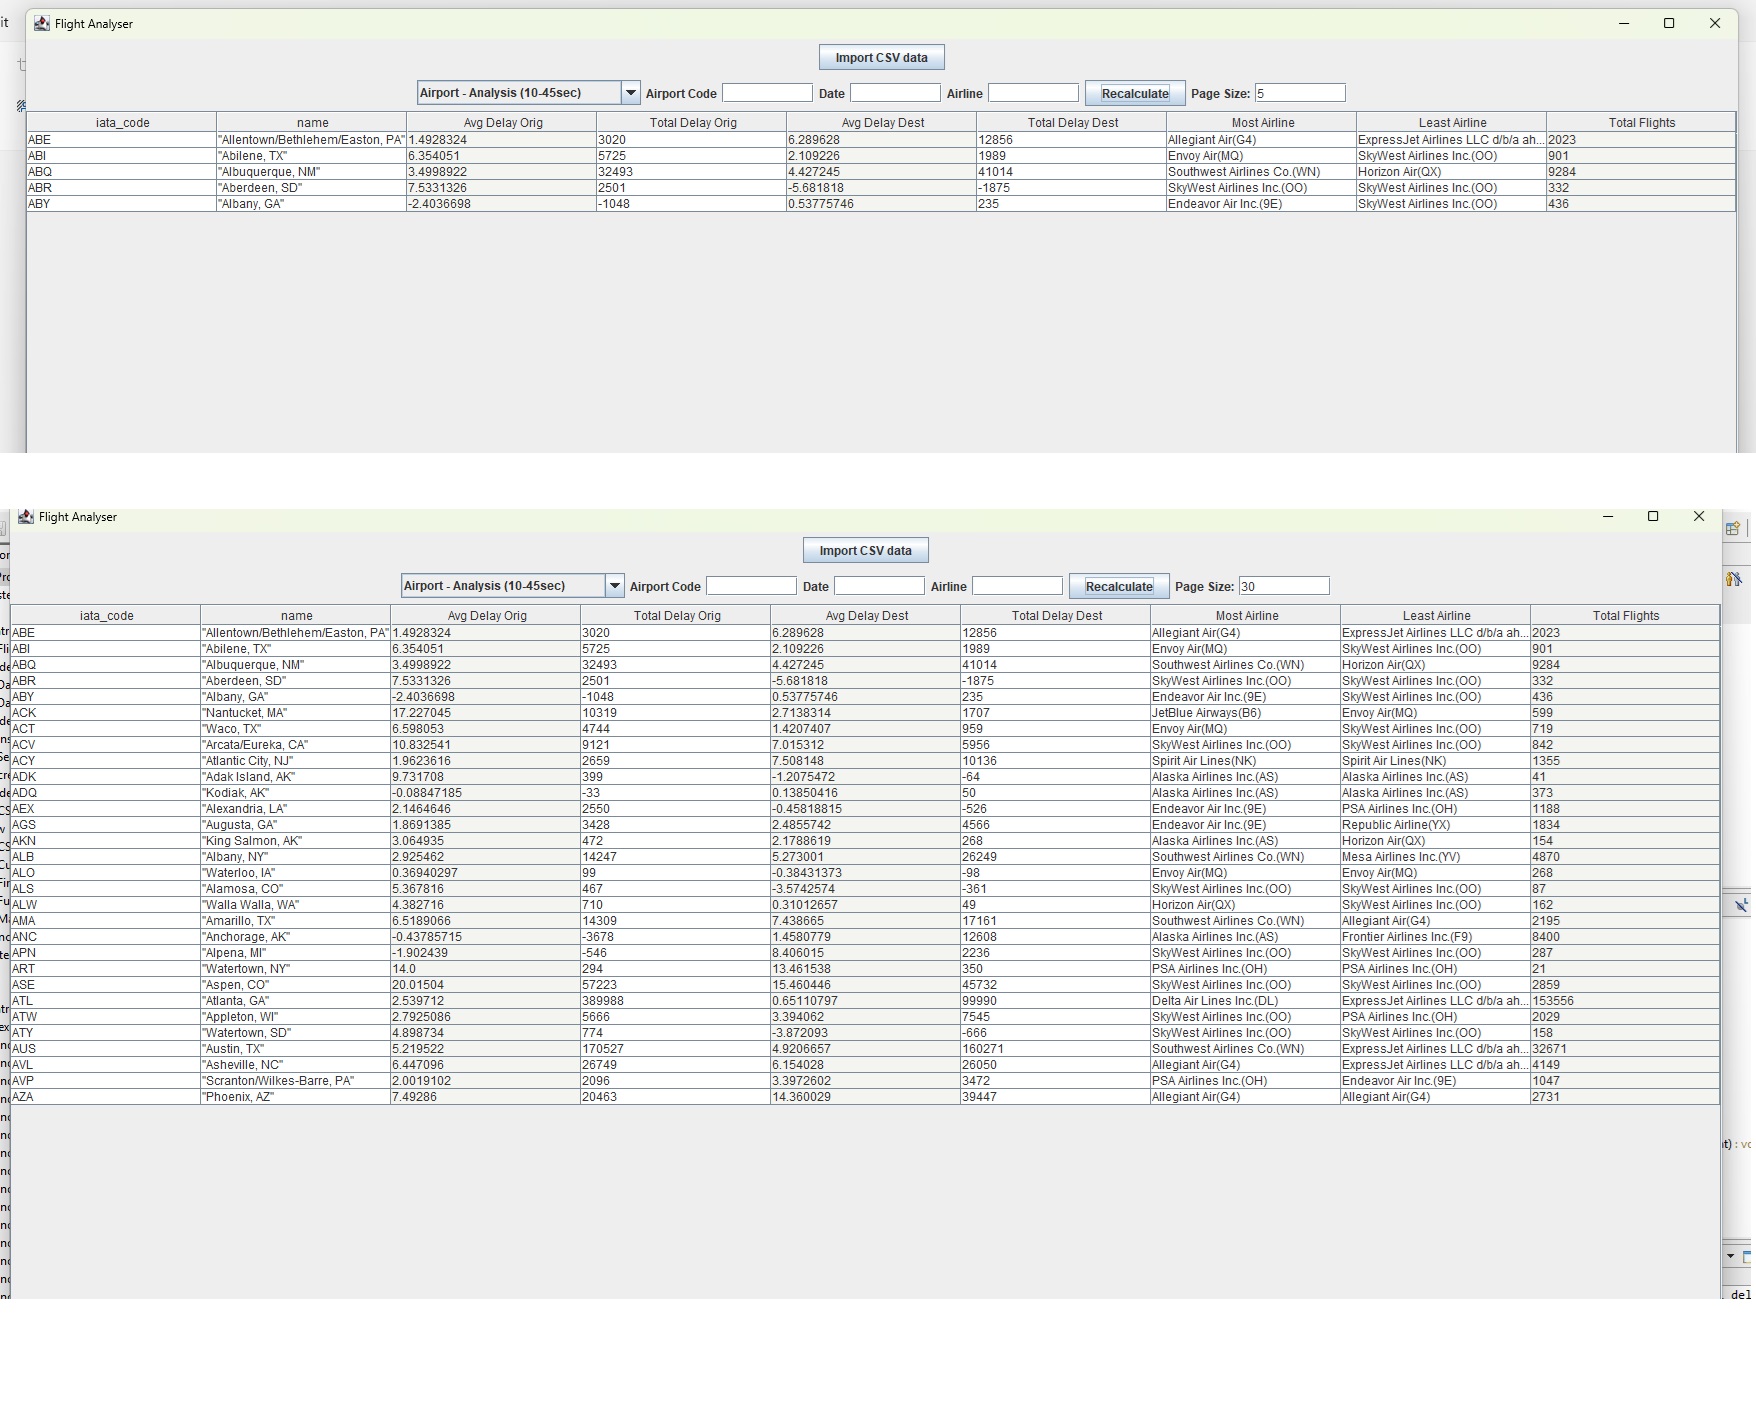 it
Flight Analyser
Import CSV data
Airport - Analysis (10-45sec) Airport Code Date Airline Recalculate Page Size: 5
iata_code name Avg Delay Orig Total Delay Orig Avg Delay Dest Total Delay Dest Most Airline Least Airline Total Flights
ABE "Allentown/Bethlehem/Easton, PA" 1.4928324 3020 6.289628 12856 Allegiant Air(G4) ExpressJet Airlines LLC d/b/a ah... 2023
ABI "Abilene, TX" 6.354051 5725 2.109226 1989 Envoy Air(MQ) SkyWest Airlines Inc.(OO) 901
ABQ "Albuquerque, NM" 3.4998922 32493 4.427245 41014 Southwest Airlines Co.(WN) Horizon Air(QX) 9284
ABR "Aberdeen, SD" 7.5331326 2501 -5.681818 -1875 SkyWest Airlines Inc.(OO) SkyWest Airlines Inc.(OO) 332
ABY "Albany, GA" -2.4036698 -1048 0.53775746 235 Endeavor Air Inc.(9E) SkyWest Airlines Inc.(OO) 436
Flight Analyser
Import CSV data
Airport - Analysis (10-45sec) Airport Code Date Airline Recalculate Page Size: 30
iata_code name Avg Delay Orig Total Delay Orig Avg Delay Dest Total Delay Dest Most Airline Least Airline Total Flights
ABE "Allentown/Bethlehem/Easton, PA" 1.4928324 3020 6.289628 12856 Allegiant Air(G4) ExpressJet Airlines LLC d/b/a ah... 2023
ABI "Abilene, TX" 6.354051 5725 2.109226 1989 Envoy Air(MQ) SkyWest Airlines Inc.(OO) 901
ABQ "Albuquerque, NM" 3.4998922 32493 4.427245 41014 Southwest Airlines Co.(WN) Horizon Air(QX) 9284
ABR "Aberdeen, SD" 7.5331326 2501 -5.681818 -1875 SkyWest Airlines Inc.(OO) SkyWest Airlines Inc.(OO) 332
ABY "Albany, GA" -2.4036698 -1048 0.53775746 235 Endeavor Air Inc.(9E) SkyWest Airlines Inc.(OO) 436
ACK "Nantucket, MA" 17.227045 10319 2.7138314 1707 JetBlue Airways(B6) Envoy Air(MQ) 599
ACT "Waco, TX" 6.598053 4744 1.4207407 959 Envoy Air(MQ) SkyWest Airlines Inc.(OO) 719
ACV "Arcata/Eureka, CA" 10.832541 9121 7.015312 5956 SkyWest Airlines Inc.(OO) SkyWest Airlines Inc.(OO) 842
ACY "Atlantic City, NJ" 1.9623616 2659 7.508148 10136 Spirit Air Lines(NK) Spirit Air Lines(NK) 1355
ADK "Adak Island, AK" 9.731708 399 -1.2075472 -64 Alaska Airlines Inc.(AS) Alaska Airlines Inc.(AS) 41
ADQ "Kodiak, AK" -0.08847185 -33 0.13850416 50 Alaska Airlines Inc.(AS) Alaska Airlines Inc.(AS) 373
AEX "Alexandria, LA" 2.1464646 2550 -0.45818815 -526 Endeavor Air Inc.(9E) PSA Airlines Inc.(OH) 1188
AGS "Augusta, GA" 1.8691385 3428 2.4855742 4566 Endeavor Air Inc.(9E) Republic Airline(YX) 1834
AKN "King Salmon, AK" 3.064935 472 2.1788619 268 Alaska Airlines Inc.(AS) Horizon Air(QX) 154
ALB "Albany, NY" 2.925462 14247 5.273001 26249 Southwest Airlines Co.(WN) Mesa Airlines Inc.(YV) 4870
ALO "Waterloo, IA" 0.36940297 99 -0.38431373 -98 Envoy Air(MQ) Envoy Air(MQ) 268
ALS "Alamosa, CO" 5.367816 467 -3.5742574 -361 SkyWest Airlines Inc.(OO) SkyWest Airlines Inc.(OO) 87
ALW "Walla Walla, WA" 4.382716 710 0.31012657 49 Horizon Air(QX) SkyWest Airlines Inc.(OO) 162
AMA "Amarillo, TX" 6.5189066 14309 7.438665 17161 Southwest Airlines Co.(WN) Allegiant Air(G4) 2195
ANC "Anchorage, AK" -0.43785715 -3678 1.4580779 12608 Alaska Airlines Inc.(AS) Frontier Airlines Inc.(F9) 8400
APN "Alpena, MI" -1.902439 -546 8.406015 2236 SkyWest Airlines Inc.(OO) SkyWest Airlines Inc.(OO) 287
ART "Watertown, NY" 14.0 294 13.461538 350 PSA Airlines Inc.(OH) PSA Airlines Inc.(OH) 21
ASE "Aspen, CO" 20.01504 57223 15.460446 45732 SkyWest Airlines Inc.(OO) SkyWest Airlines Inc.(OO) 2859
ATL "Atlanta, GA" 2.539712 389988 0.65110797 99990 Delta Air Lines Inc.(DL) ExpressJet Airlines LLC d/b/a ah... 153556
ATW "Appleton, WI" 2.7925086 5666 3.394062 7545 SkyWest Airlines Inc.(OO) PSA Airlines Inc.(OH) 2029
ATY "Watertown, SD" 4.898734 774 -3.872093 -666 SkyWest Airlines Inc.(OO) SkyWest Airlines Inc.(OO) 158
AUS "Austin, TX" 5.219522 170527 4.9206657 160271 Southwest Airlines Co.(WN) ExpressJet Airlines LLC d/b/a ah... 32671
AVL "Asheville, NC" 6.447096 26749 6.154028 26050 Allegiant Air(G4) ExpressJet Airlines LLC d/b/a ah... 4149
AVP "Scranton/Wilkes-Barre, PA" 2.0019102 2096 3.3972602 3472 PSA Airlines Inc.(OH) Endeavor Air Inc.(9E) 1047
AZA "Phoenix, AZ" 7.49286 20463 14.360029 39447 Allegiant Air(G4) Allegiant Air(G4) 2731